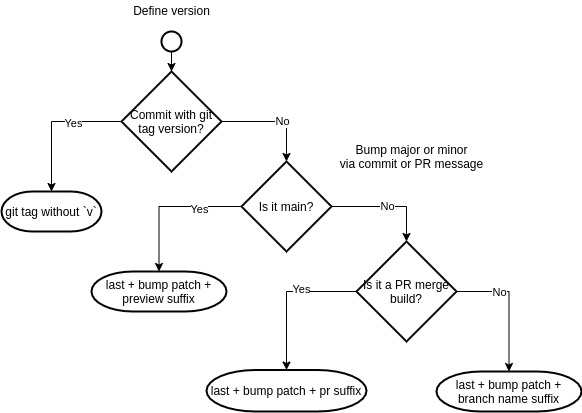 Define version
Commit with git
tag version?
Yes
No
Bump major or minor
via commit or PR message
git tag without `v`
Is it main?
Yes
No
last + bump patch +
preview suffix
Is it a PR merge
build?
Yes
No
last + bump patch + pr suffix
last + bump patch +
branch name suffix